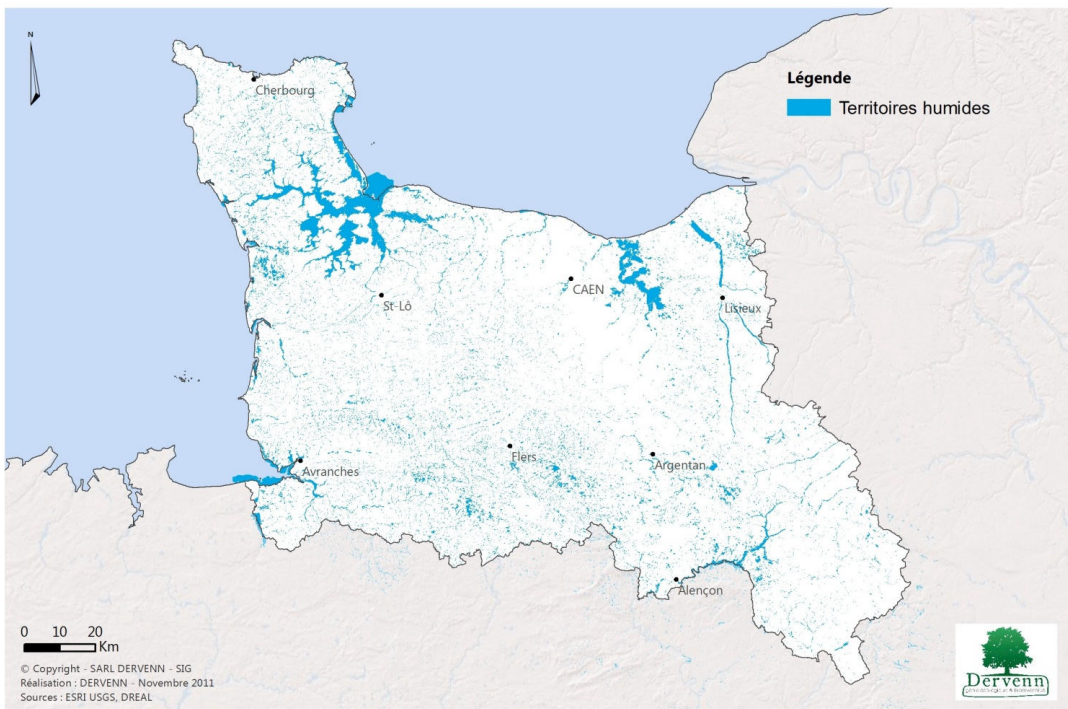 N
Légende
Territoires humides
Cherbourg
CAEN
St-Lô
Lisieux
Flers
Argentan
Avranches
Alençon
0 10 20
Km
© Copyright - SARL DERVENN - SIG
Réalisation : DERVENN - Novembre 2011
Sources : ESRI USGS, DREAL
Dervenn